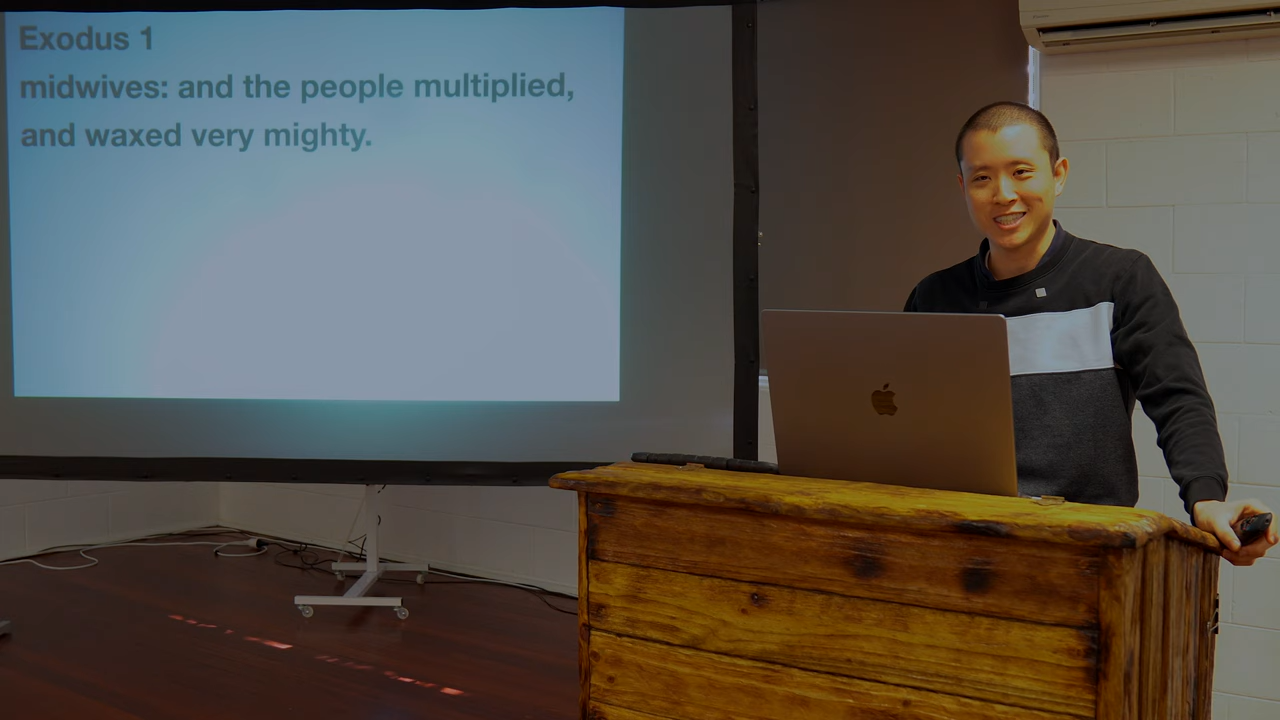 Exodus 1
midwives: and the people multiplied,
and waxed very mighty.